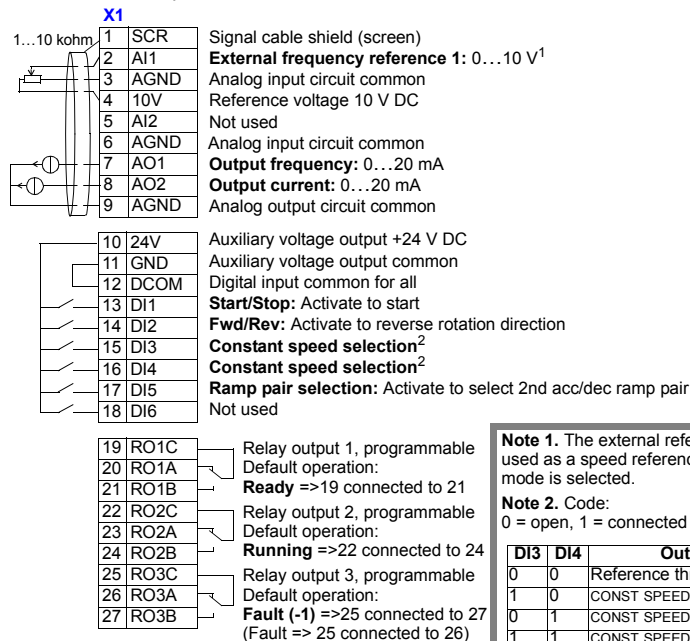 X1
1…10 kohm
1 SCR Signal cable shield (screen)
2 AI1 External frequency reference 1: 0…10 V1
3 AGND Analog input circuit common
4 10V Reference voltage 10 V DC
5 AI2 Not used
6 AGND Analog input circuit common
7 AO1 Output frequency: 0…20 mA
8 AO2 Output current: 0…20 mA
9 AGND Analog output circuit common
10 24V Auxiliary voltage output +24 V DC
11 GND Auxiliary voltage output common
12 DCOM Digital input common for all
13 DI1 Start/Stop: Activate to start
14 DI2 Fwd/Rev: Activate to reverse rotation direction
15 DI3 Constant speed selection2
16 DI4 Constant speed selection2
17 DI5 Ramp pair selection: Activate to select 2nd acc/dec ramp pair
18 DI6 Not used
19 RO1C Relay output 1, programmable
20 RO1A Default operation:
21 RO1B Ready =>19 connected to 21
22 RO2C Relay output 2, programmable
23 RO2A Default operation:
24 RO2B Running =>22 connected to 24
25 RO3C Relay output 3, programmable
26 RO3A Default operation:
27 RO3B Fault (-1) =>25 connected to 27
(Fault => 25 connected to 26)
Note 1. The external refe
used as a speed referenc
mode is selected.
Note 2. Code:
0 = open, 1 = connected
DI3 DI4 Out
0 0 Reference th
1 0 CONST SPEED
0 1 CONST SPEED
1 1 CONST SPEED